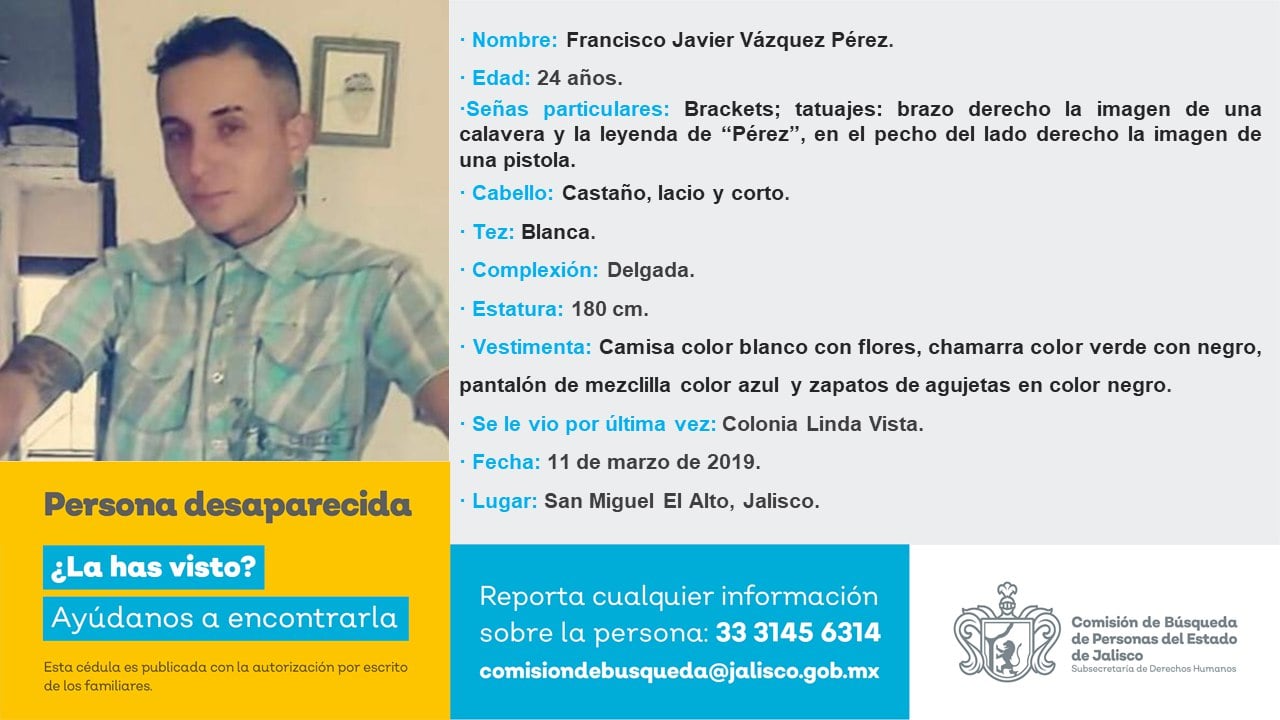 · Nombre: Francisco Javier Vázquez Pérez.
· Edad: 24 años.
·Señas particulares: Brackets; tatuajes: brazo derecho la imagen de una
calavera y la leyenda de “Pérez”, en el pecho del lado derecho la imagen de
una pistola.
· Cabello: Castaño, lacio y corto.
· Tez: Blanca.
· Complexión: Delgada.
· Estatura: 180 cm.
· Vestimenta: Camisa color blanco con flores, chamarra color verde con negro,
pantalón de mezclilla color azul y zapatos de agujetas en color negro.
· Se le vio por última vez: Colonia Linda Vista.
· Fecha: 11 de marzo de 2019.
· Lugar: San Miguel El Alto, Jalisco.
Persona desaparecida
¿La has visto?
Ayúdanos a encontrarla
Esta cédula es publicada con la autorización por escrito
de los familiares.
Reporta cualquier información
sobre la persona: 33 3145 6314
comisiondebusqueda@jalisco.gob.mx
Comisión de Búsqueda
de Personas del Estado
de Jalisco
Subsecretaría de Derechos Humanos